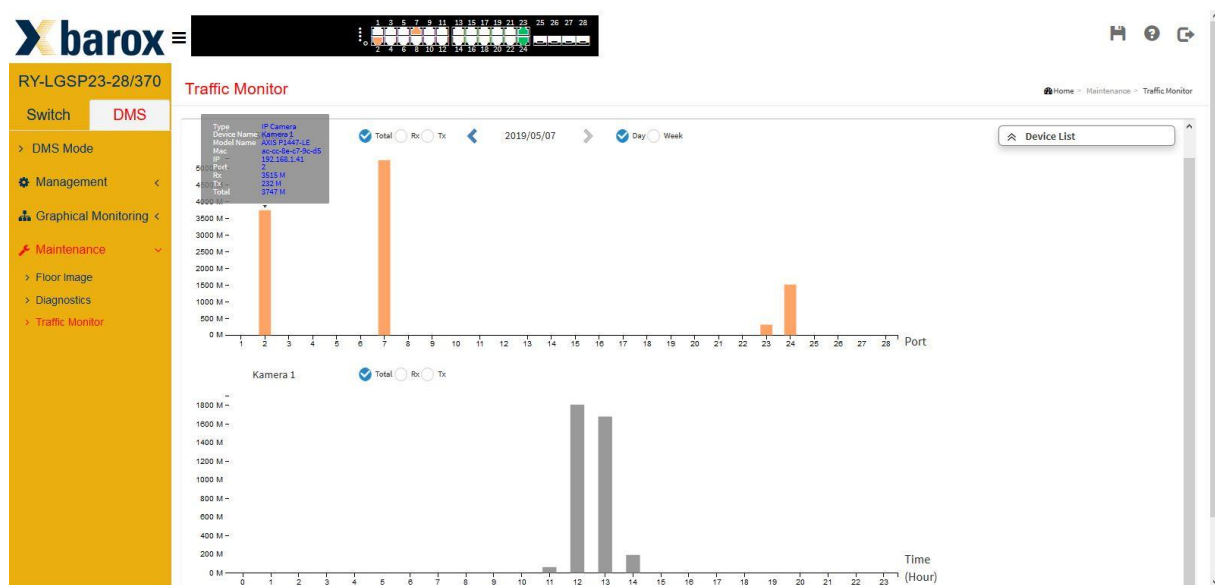 barox
1 3 5 7 9 11 13 15 17 19 21 23 25 26 27 28
2 4 6 8 10 12 14 16 18 20 22 24
RY-LGSP23-28/370
Switch DMS
DMS Mode
Management
Graphical Monitoring
Maintenance
Floor Image
Diagnostics
Traffic Monitor
Traffic Monitor
Home > Maintenance > Traffic Monitor
Total Rx Tx 2019/05/07 Day Week
Device List
Type IP Camera
Device Name Kamera 1
Model Name AXIS P1447-LE
Mac ac-cc-8e-c7-9c-d5
IP 192.168.1.41
Port 2
Rx 3515 M
Tx 232 M
Total 3747 M
3500 M
3000 M
2500 M
2000 M
1500 M
1000 M
500 M
0 M
1 2 3 4 5 6 7 8 9 10 11 12 13 14 15 16 17 18 19 20 21 22 23 24 25 26 27 28 Port
Kamera 1 Total Rx Tx
1800 M
1600 M
1400 M
1200 M
1000 M
800 M
600 M
400 M
200 M
0 M
0 1 2 3 4 5 6 7 8 9 10 11 12 13 14 15 16 17 18 19 20 21 22 23
Time
(Hour)